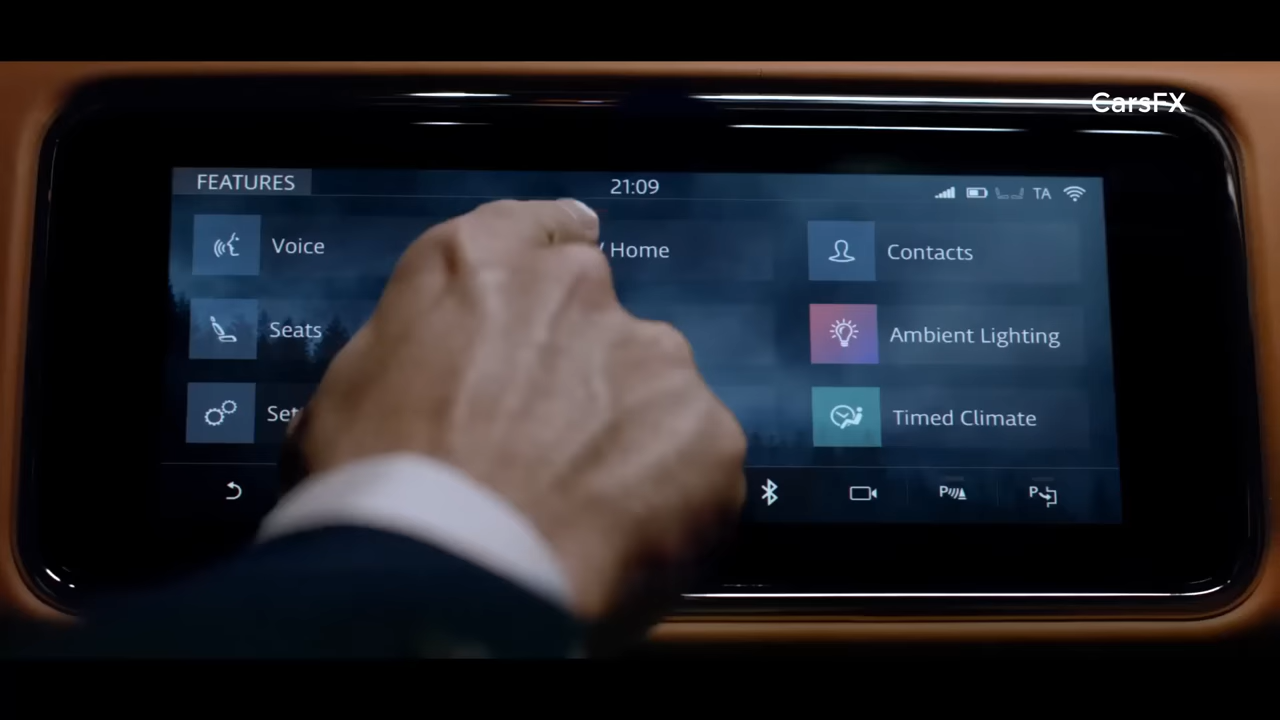 CarsFX
FEATURES
21:09
TA
Voice
Home
Contacts
Seats
Ambient Lighting
Timed Climate
P
P